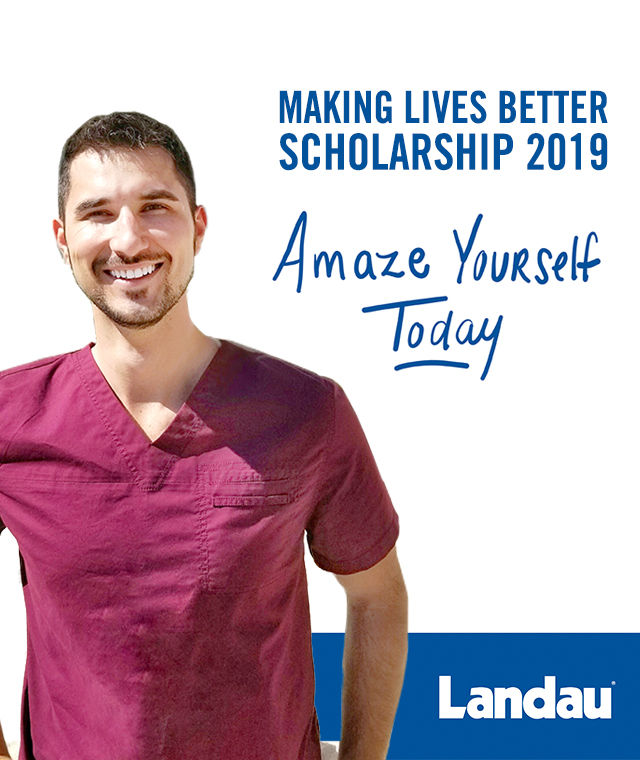 MAKING LIVES BETTER
SCHOLARSHIP 2019
Amaze Yourself
Today
Landau®